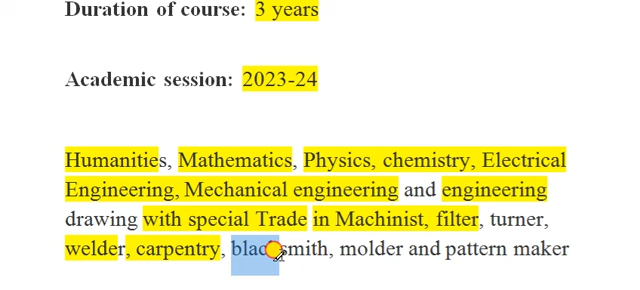 Duration of course: 3 years
Academic session: 2023-24
Humanities, Mathematics, Physics, chemistry, Electrical
Engineering, Mechanical engineering and engineering
drawing with special Trade in Machinist, filter, turner,
welder, carpentry, blacksmith, molder and pattern maker